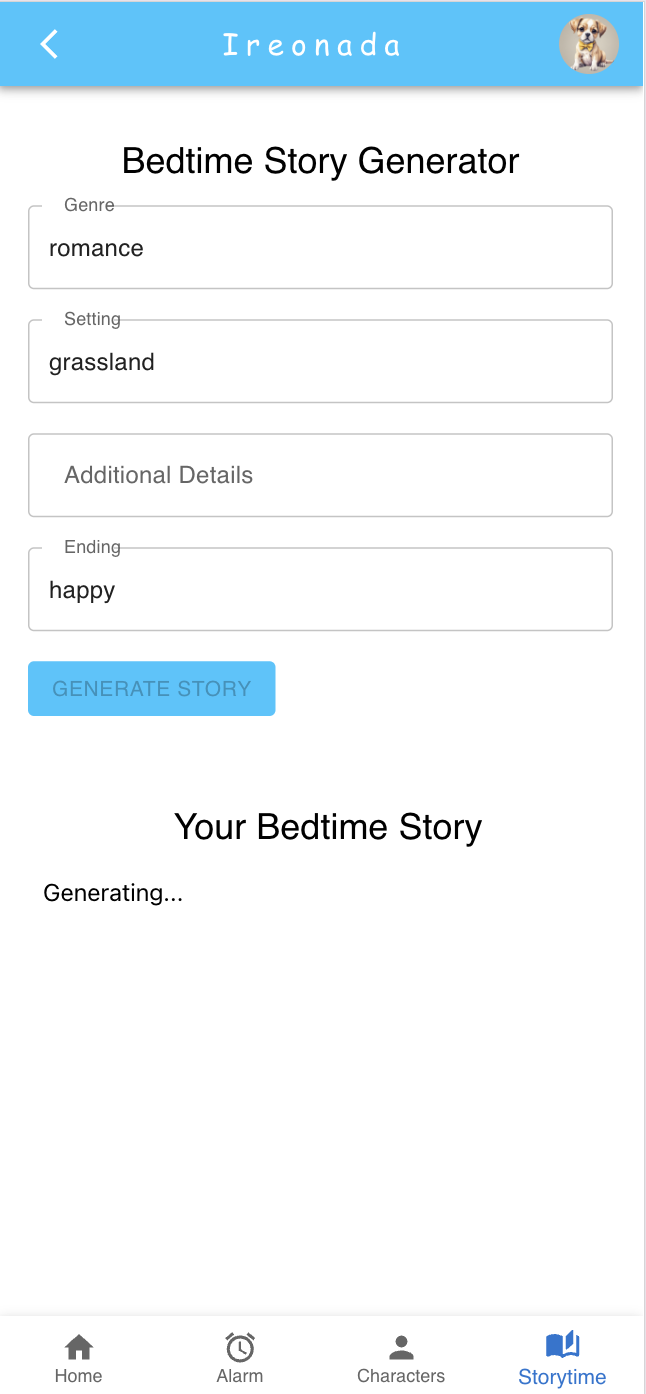 Ireonada
Bedtime Story Generator
Genre
romance
Setting
grassland
Additional Details
Ending
happy
GENERATE STORY
Your Bedtime Story
Generating...
Home
Alarm
Characters
Storytime